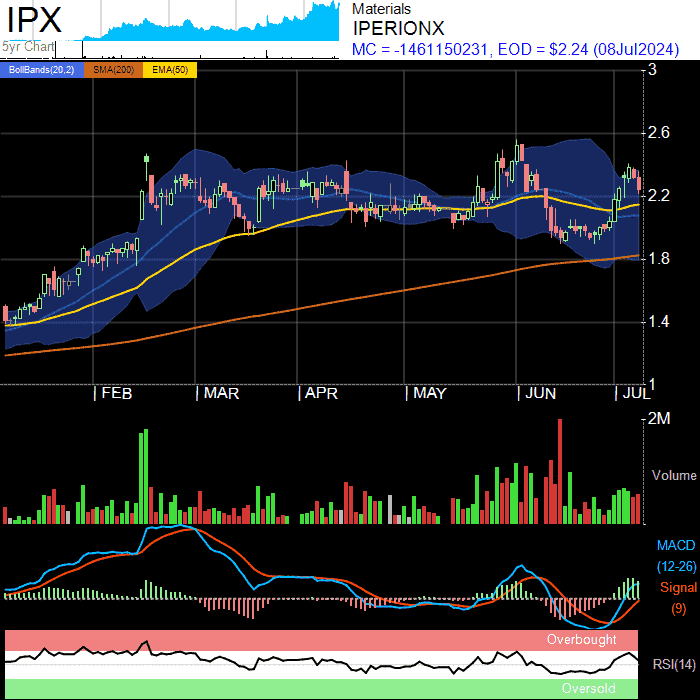 IPX
5yr Chart
Materials
IPERIONX
MC = -1461150231, EOD = $2.24 (08Jul2024)
BollBands(20,2) SMA(200) EMA(50)
3
2.6
2.2
1.8
1.4
1
FEB MAR APR MAY JUN JUL
2M
Volume
MACD
(12-26)
Signal
(9)
Overbought
RSI(14)
Oversold